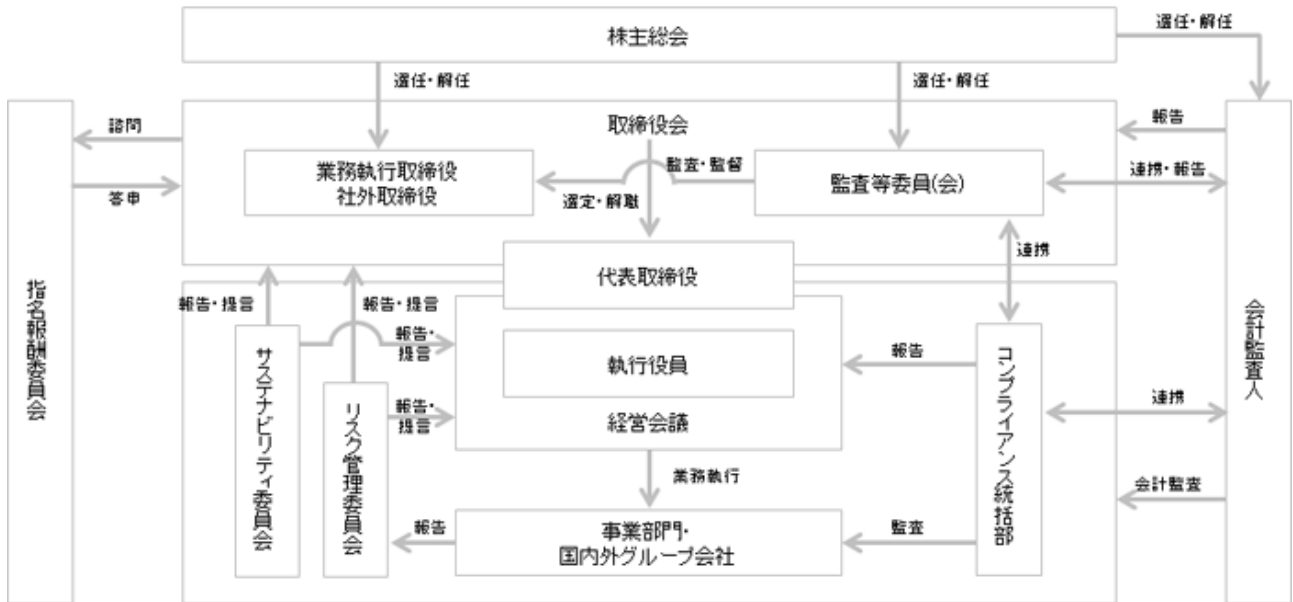 株主総会
選任・解任
選任・解任
選任・解任
諮問
取締役会
報告
業務執行取締役
社外取締役
監査・監督
監査等委員(会)
連携・報告
答申
選定・解職
連携
代表取締役
指名報酬委員会
報告・提言
報告・提言
会計監査人
サステナビリティ委員会
報告・
提言
執行役員
報告
コンプライアンス統括部
リスク管理委員会
報告・
提言
経営会議
連携
業務執行
会計監査
報告
事業部門・
国内外グループ会社
監査